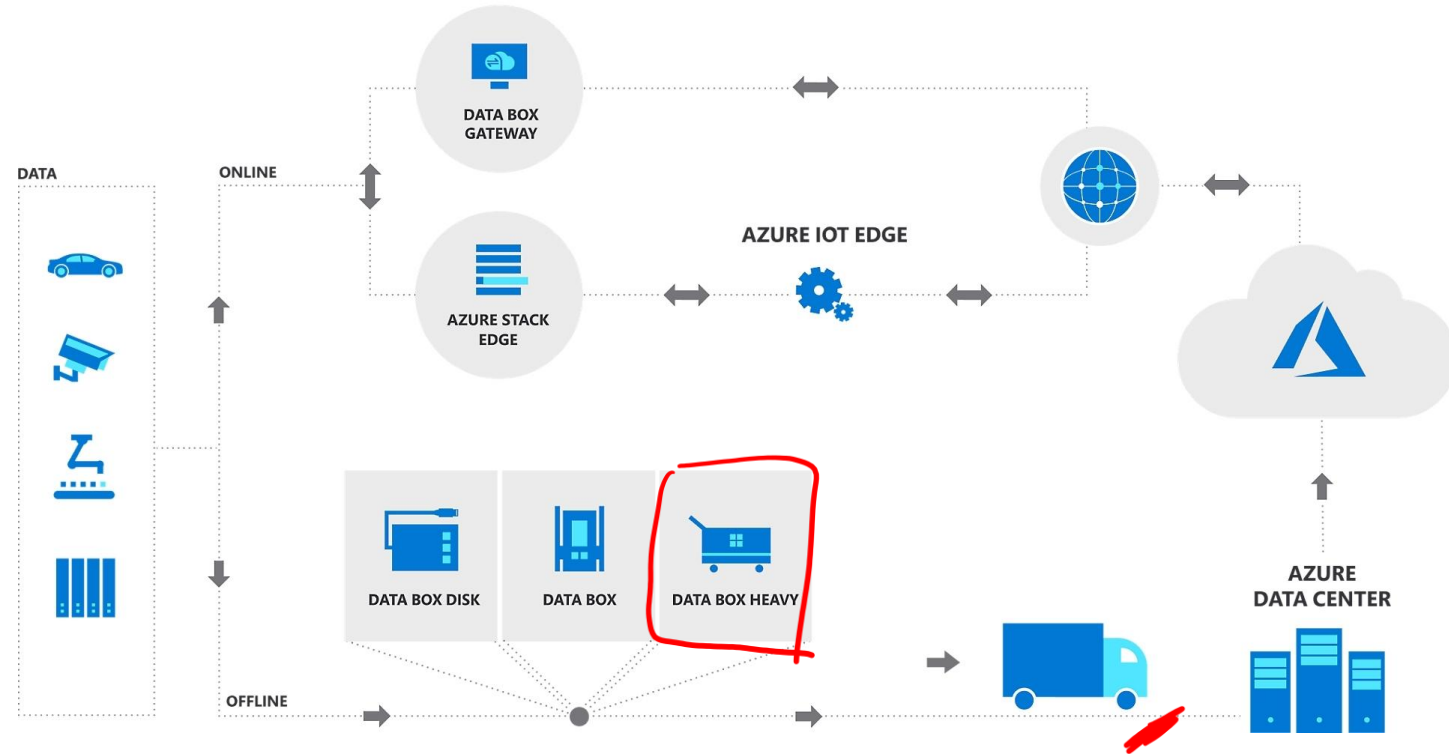 DATA
ONLINE
DATA BOX
GATEWAY
AZURE STACK
EDGE
AZURE IOT EDGE
DATA BOX DISK
DATA BOX
DATA BOX HEAVY
OFFLINE
AZURE
DATA CENTER